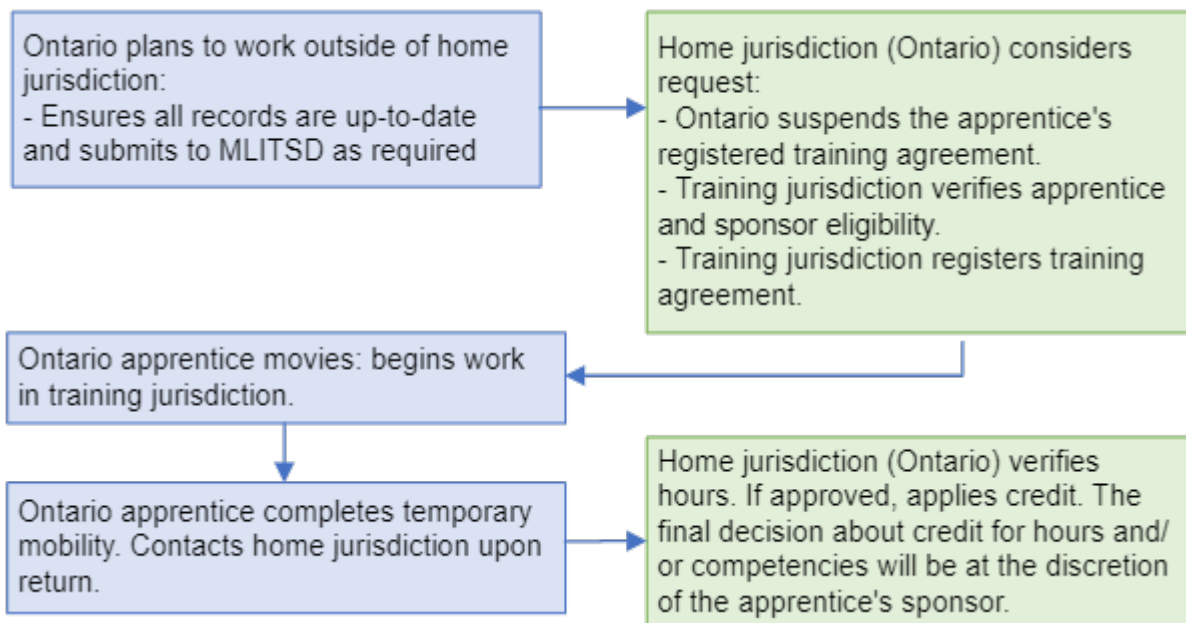 Ontario plans to work outside of home
jurisdiction:
- Ensures all records are up-to-date
and submits to MLITSD as required
Home jurisdiction (Ontario) considers
request:
- Ontario suspends the apprentice's
registered training agreement.
- Training jurisdiction verifies apprentice
and sponsor eligibility.
- Training jurisdiction registers training
agreement.
Ontario apprentice movies: begins work
in training jurisdiction.
Ontario apprentice completes temporary
mobility. Contacts home jurisdiction upon
return.
Home jurisdiction (Ontario) verifies
hours. If approved, applies credit. The
final decision about credit for hours and/
or competencies will be at the discretion
of the apprentice's sponsor.